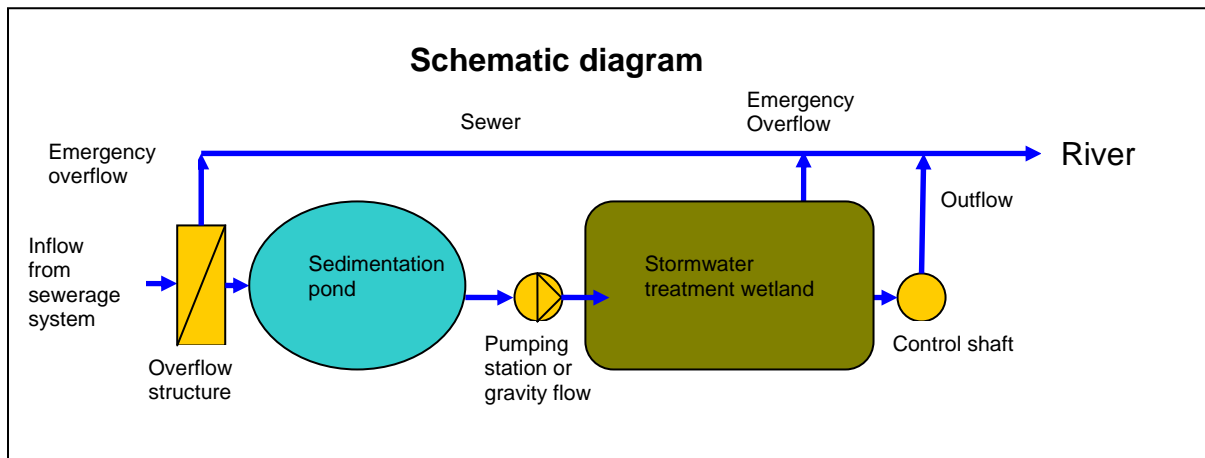 Schematic diagram
Emergency
Overflow
Sewer
Emergency
overflow
River
Outflow
Inflow
from
sewerage
system
Sedimentation
pond
Stormwater
treatment wetland
Overflow
structure
Pumping
station or
gravity flow
Control shaft